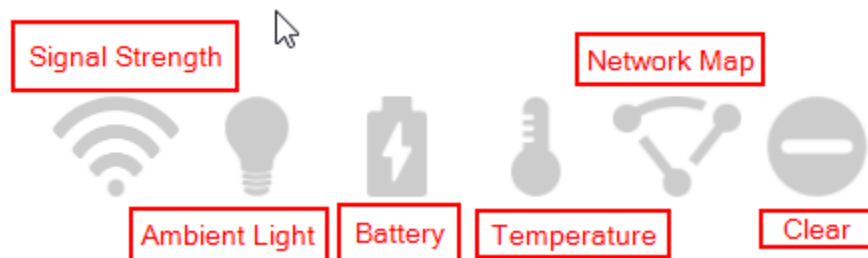 Signal Strength
Network Map
Ambient Light
Battery
Temperature
Clear